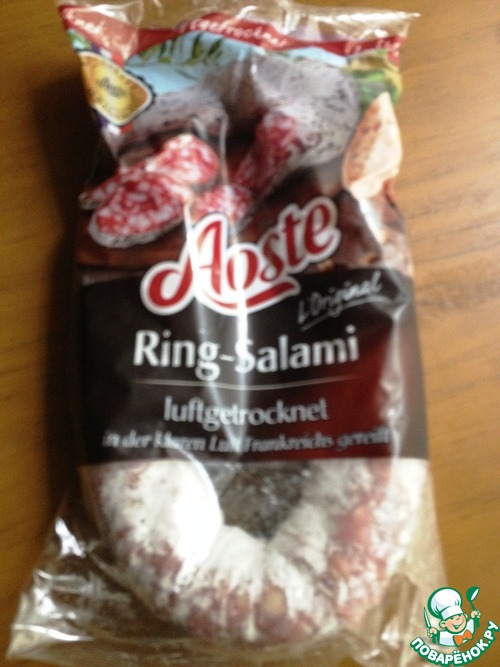 Aoste
L'Original
Ring-Salami
luftgetrocknet
in der klaren Luft Frankreichs gereift
ПОВАРЁНОК.РУ